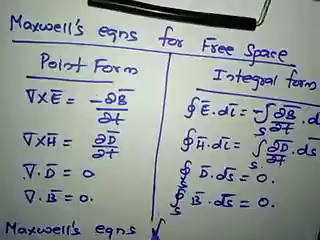 Maxwell's eqns for Free Space
Point Form
Integral form
∇×E̅ = -∂B̅/∂t
∮E̅.dl̅ = -∫s ∂B̅/∂t . d
∇×H̅ = ∂D̅/∂t
∮H̅.dl̅ = ∫s ∂D̅/∂t . ds
∇.D̅ = 0
∮s D̅.ds̅ = 0.
∇.B̅ = 0.
∮s B̅.ds̅ = 0.
Maxwell's eqns